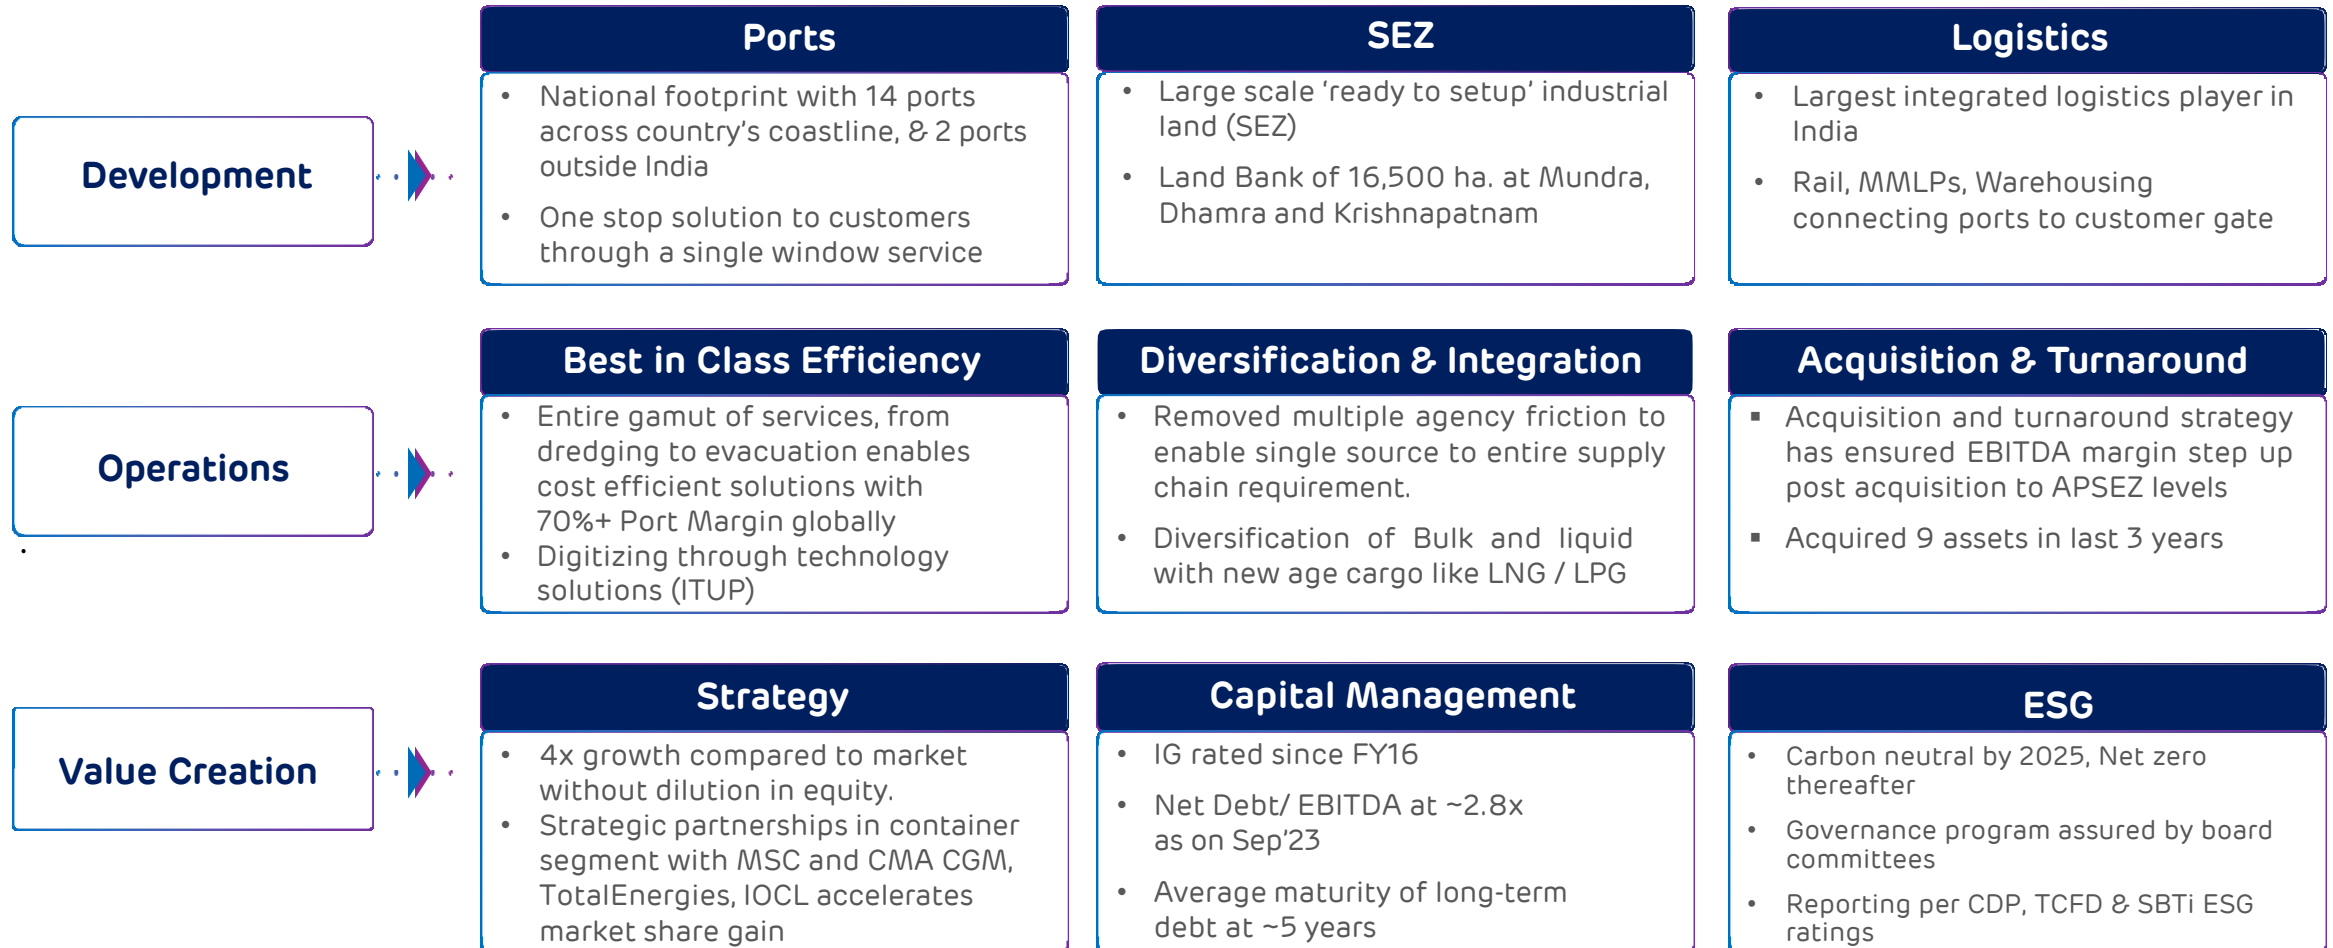 Development
Ports
• National footprint with 14 ports
across country's coastline, & 2 ports
outside India
• One stop solution to customers
through a single window service
SEZ
• Large scale 'ready to setup' industrial
land (SEZ)
• Land Bank of 16,500 ha. at Mundra,
Dhamra and Krishnapatnam
Logistics
• Largest integrated logistics player in
India
• Rail, MMLPs, Warehousing
connecting ports to customer gate
Operations
Best in Class Efficiency
• Entire gamut of services, from
dredging to evacuation enables
cost efficient solutions with
70%+ Port Margin globally
• Digitizing through technology
solutions (ITUP)
Diversification & Integration
• Removed multiple agency friction to
enable single source to entire supply
chain requirement.
• Diversification of Bulk and liquid
with new age cargo like LNG / LPG
Acquisition & Turnaround
▪ Acquisition and turnaround strategy
has ensured EBITDA margin step up
post acquisition to APSEZ levels
▪ Acquired 9 assets in last 3 years
Value Creation
Strategy
• 4x growth compared to market
without dilution in equity.
• Strategic partnerships in container
segment with MSC and CMA CGM,
TotalEnergies, IOCL accelerates
market share gain
Capital Management
• IG rated since FY16
• Net Debt/ EBITDA at ~2.8x
as on Sep'23
• Average maturity of long-term
debt at ~5 years
ESG
• Carbon neutral by 2025, Net zero
thereafter
• Governance program assured by board
committees
• Reporting per CDP, TCFD & SBTi ESG
ratings